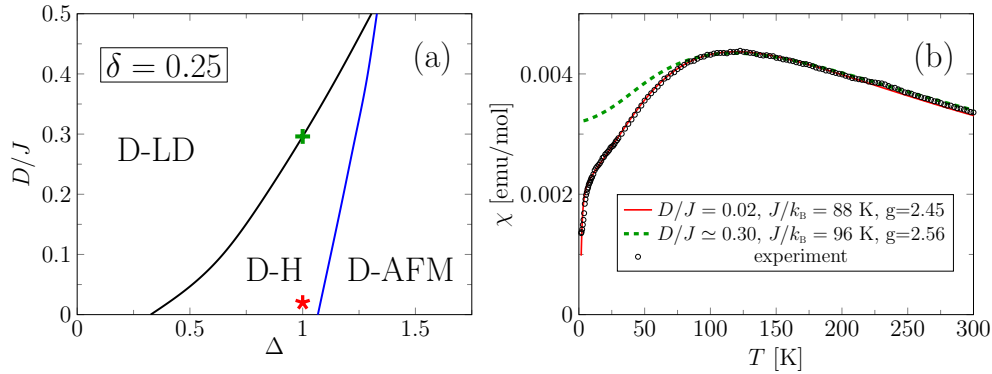 0.5
0.4
0.3
0.2
0.1
0
D/J
δ = 0.25
(a)
D-LD
D-H
D-AFM
0
0.5
1
1.5
Δ
0.004
0.002
0
χ [emu/mol]
(b)
D/J = 0.02, J/k_B = 88 K, g=2.45
D/J ≃ 0.30, J/k_B = 96 K, g=2.56
experiment
0
50
100
150
200
250
300
T [K]